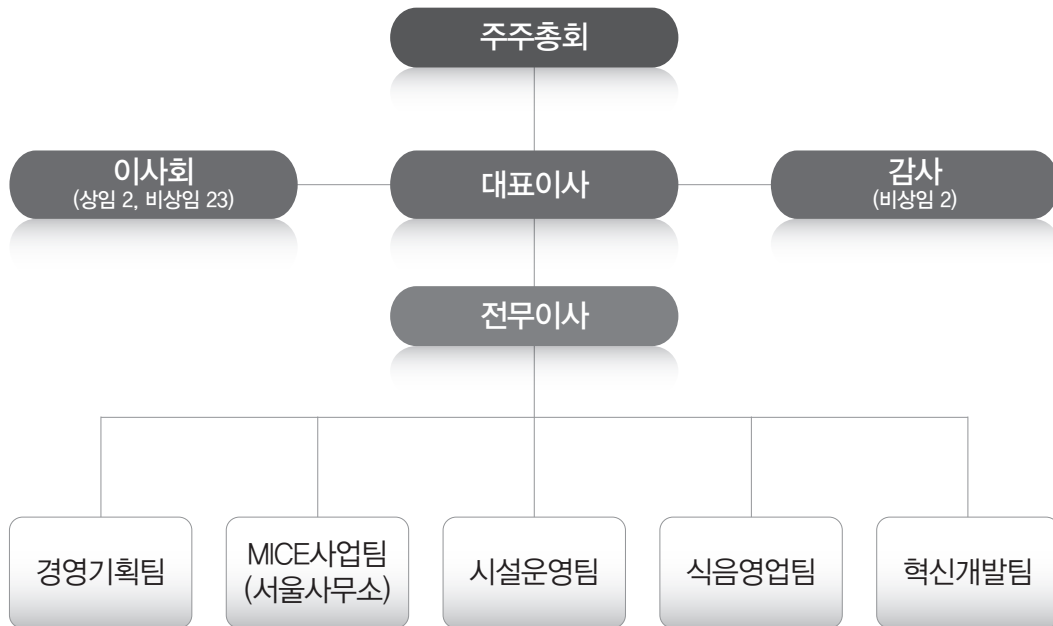 주주총회
이사회
(상임 2, 비상임 23)
대표이사
감사
(비상임 2)
전무이사
경영기획팀
MICE사업팀
(서울사무소)
시설운영팀
식음영업팀
혁신개발팀